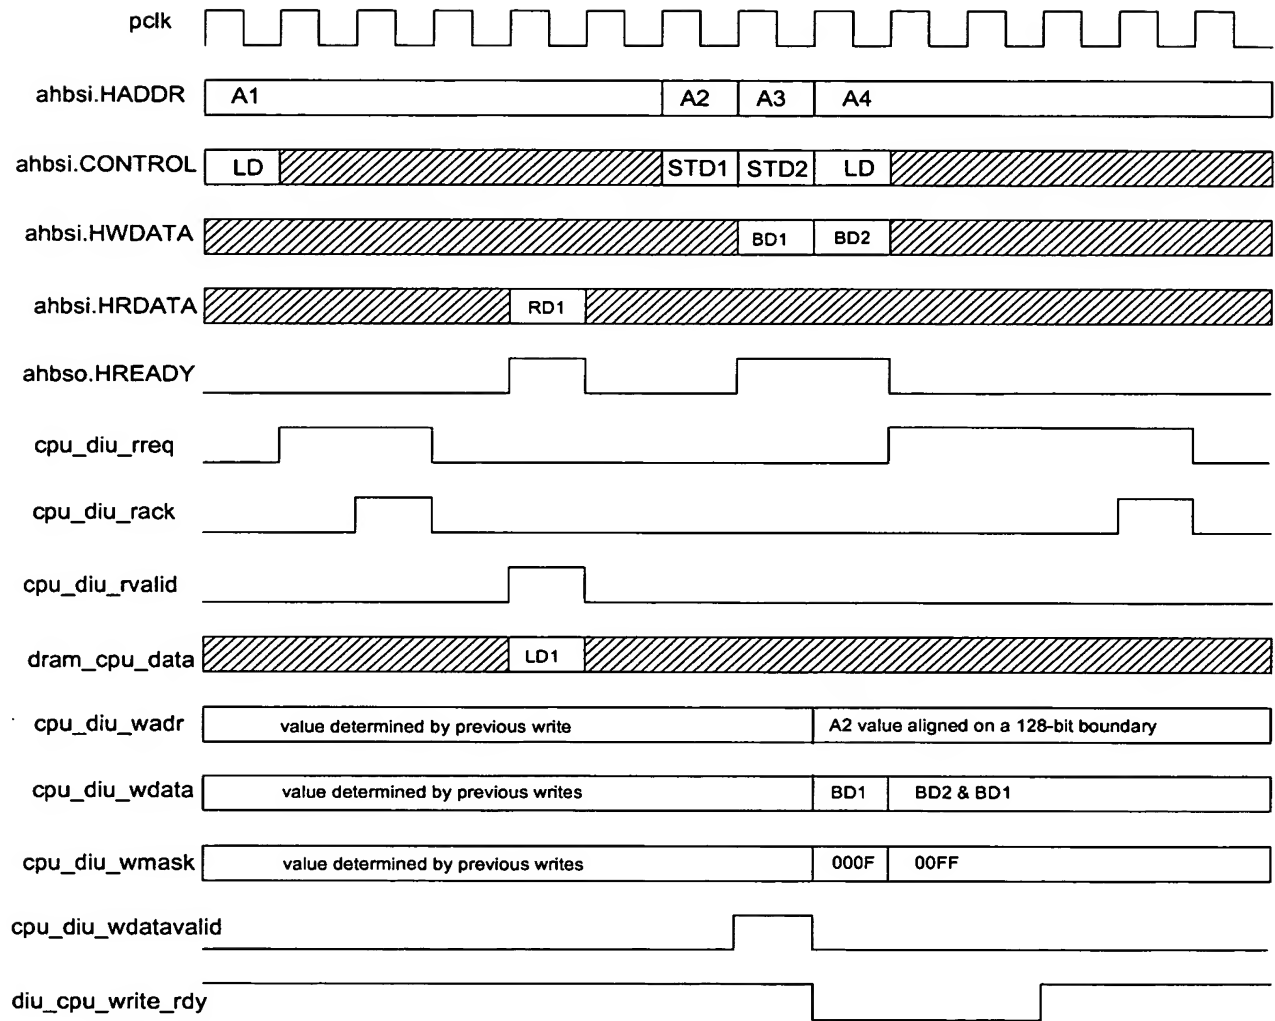 pclk
ahbsi.HADDR A1 A2 A3 A4
ahbsi.CONTROL LD STD1 STD2 LD
ahbsi.HWDATA BD1 BD2
ahbsi.HRDATA RD1
ahbso.HREADY
cpu_diu_rreq
cpu_diu_rack
cpu_diu_rvalid
dram_cpu_data LD1
cpu_diu_wadr value determined by previous write A2 value aligned on a 128-bit boundary
cpu_diu_wdata value determined by previous writes BD1 BD2 & BD1
cpu_diu_wmask value determined by previous writes 000F 00FF
cpu_diu_wdatavalid
diu_cpu_write_rdy